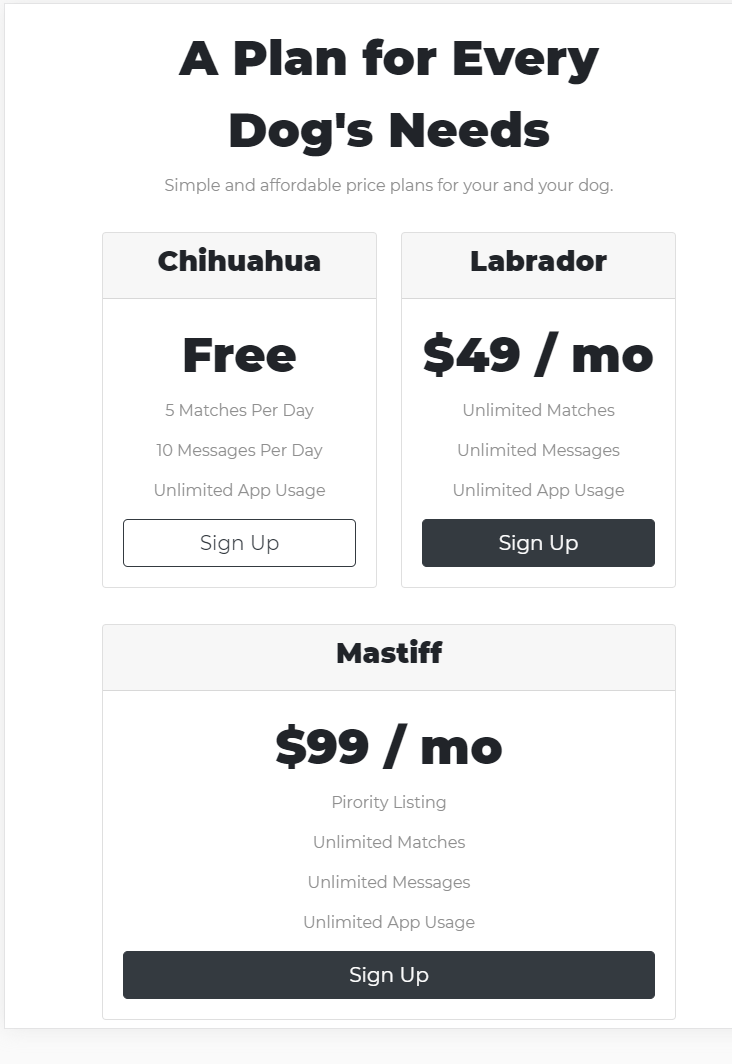 A Plan for Every
Dog's Needs
Simple and affordable price plans for your and your dog.
Chihuahua
Free
5 Matches Per Day
10 Messages Per Day
Unlimited App Usage
Sign Up
Labrador
$49 / mo
Unlimited Matches
Unlimited Messages
Unlimited App Usage
Sign Up
Mastiff
$99 / mo
Pirority Listing
Unlimited Matches
Unlimited Messages
Unlimited App Usage
Sign Up